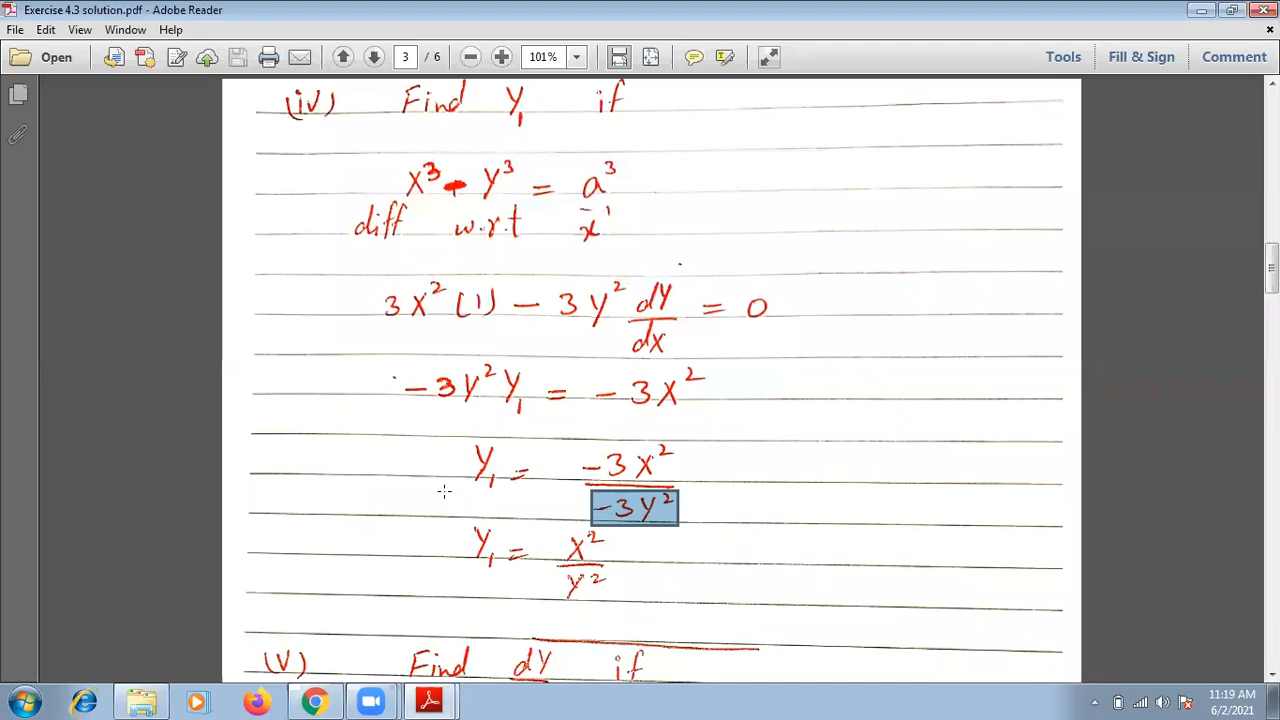 Exercise 4.3 solution.pdf - Adobe Reader
File Edit View Window Help
Open 3 / 6 101% Tools Fill & Sign Comment
(iv) Find y₁ if
x³ - y³ = a³
diff w.r.t 'x'
3x² (1) - 3y² dy/dx = 0
-3y² y₁ = -3x²
y₁ = -3x²/-3y²
y₁ = x²/y²
(v) Find dy if
11:19 AM
6/2/2021